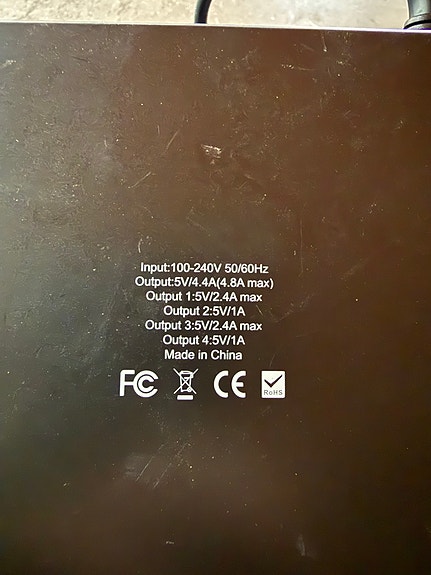 Input:100-240V 50/60Hz
Output:5V/4.4A(4.8A max)
Output 1:5V/2.4A max
Output 2:5V/1A
Output 3:5V/2.4A max
Output 4:5V/1A
Made in China
FC CE RoHS